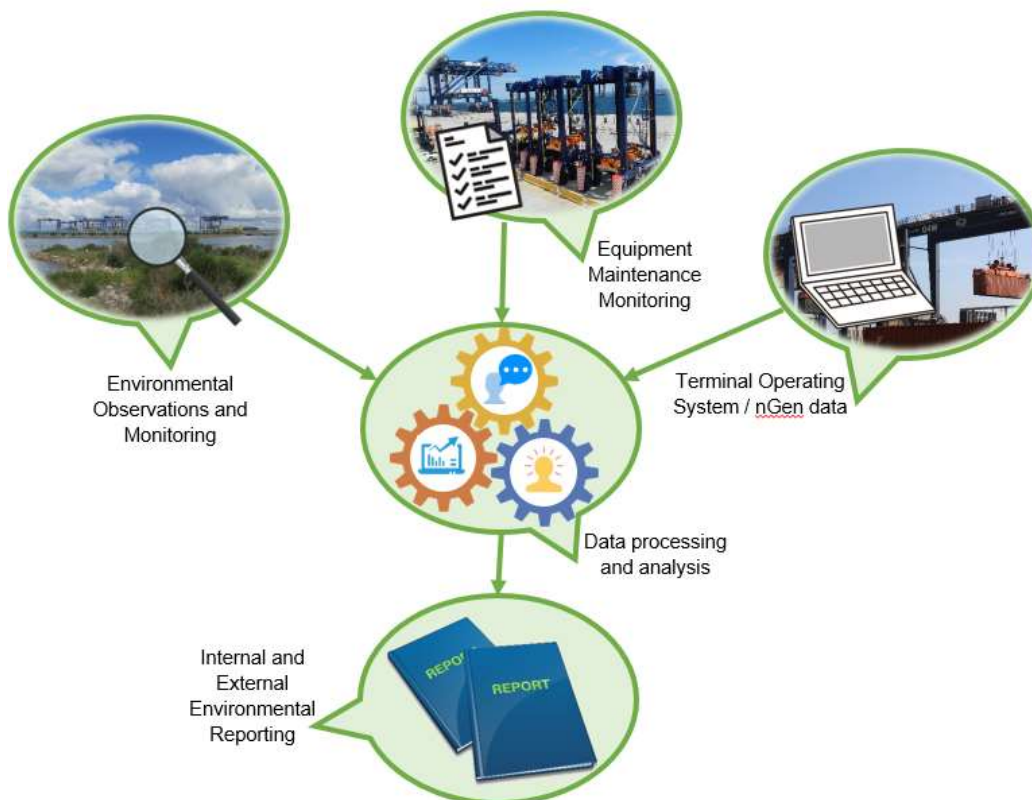 Equipment
Maintenance
Monitoring
Environmental
Observations and
Monitoring
Terminal Operating
System / nGen data
Data processing
and analysis
Internal and
External
Environmental
Reporting
REPORT
REPORT